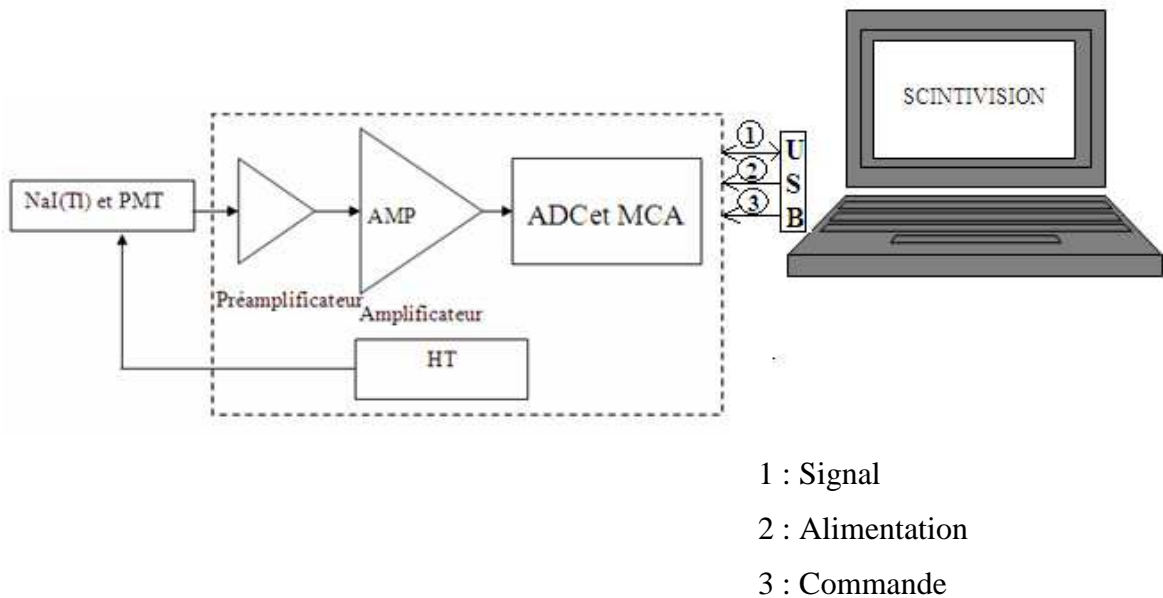 SCINTIVISION
1
2
3
U
S
B
NaI(Tl) et PMT
AMP
ADCet MCA
Préamplificateur
Amplificateur
HT
1 : Signal
2 : Alimentation
3 : Commande